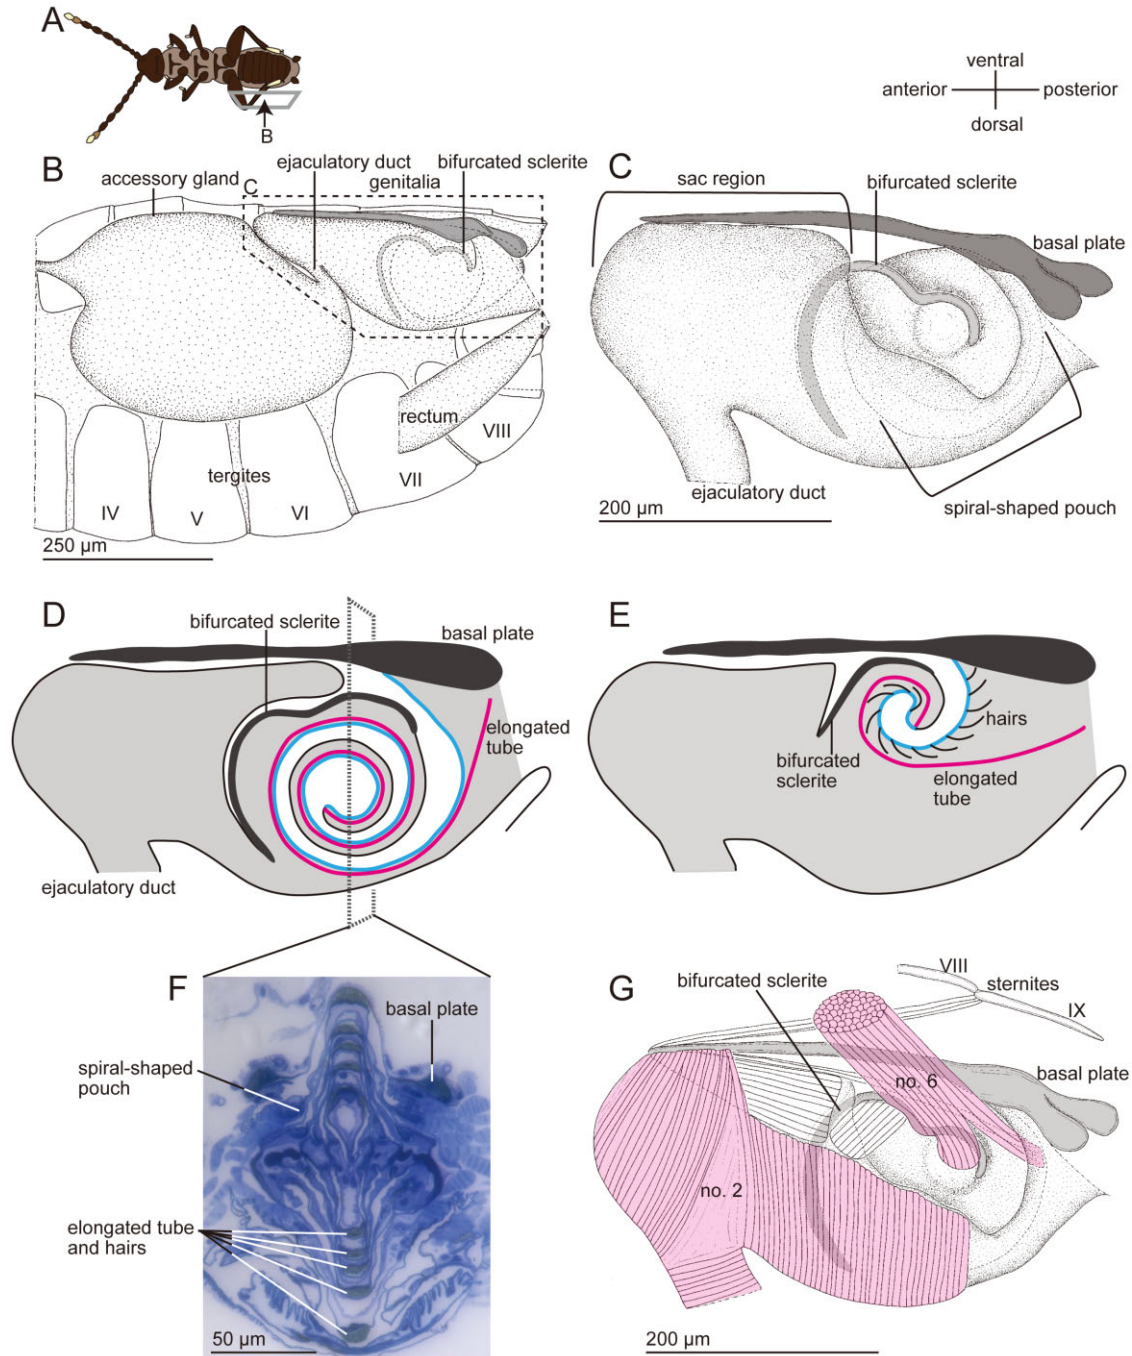 A
B
ventral
anterior
posterior
dorsal
B
accessory gland
C
ejaculatory duct
genitalia
bifurcated sclerite
rectum
tergites
IV
V
VI
VII
VIII
250 µm
C
sac region
bifurcated sclerite
basal plate
ejaculatory duct
200 µm
spiral-shaped pouch
D
bifurcated sclerite
basal plate
elongated
tube
ejaculatory duct
E
hairs
bifurcated
sclerite
elongated
tube
F
basal plate
spiral-shaped
pouch
elongated tube
and hairs
50 µm
G
bifurcated sclerite
VIII
sternites
IX
basal plate
no. 6
no. 2
200 µm